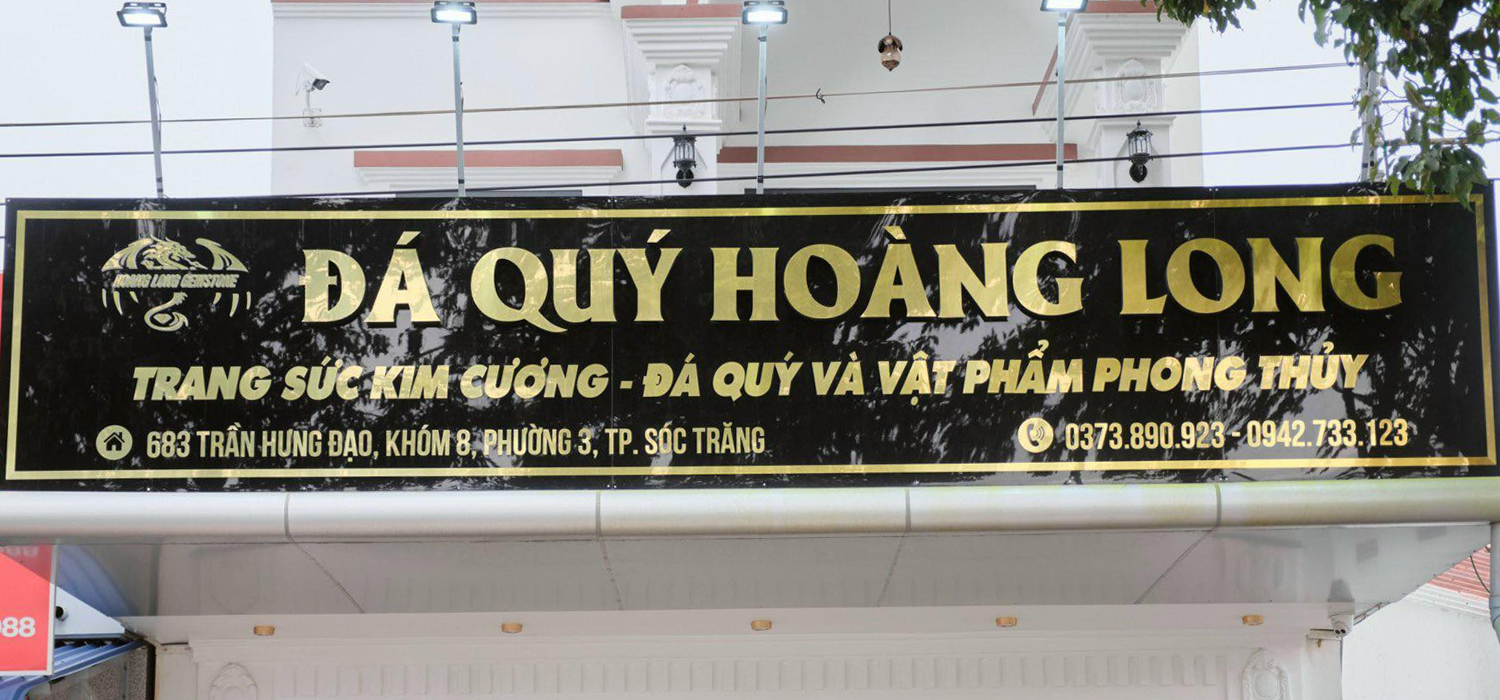 ĐÁ QUÝ HOÀNG LONG
HOANG LONG GEMSTONE
TRANG SỨC KIM CƯƠNG - ĐÁ QUÝ VÀ VẬT PHẨM PHONG THỦY
683 TRẦN HƯNG ĐẠO, KHÓM 8, PHƯỜNG 3, TP. SÓC TRĂNG
0373.890.923 - 0942.733.123
988